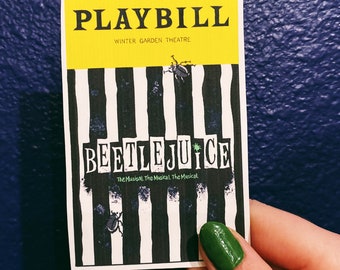 PLAYBILL
WINTER GARDEN THEATRE
BEETLEJUICE
The Musical. The Musical. The Musical.